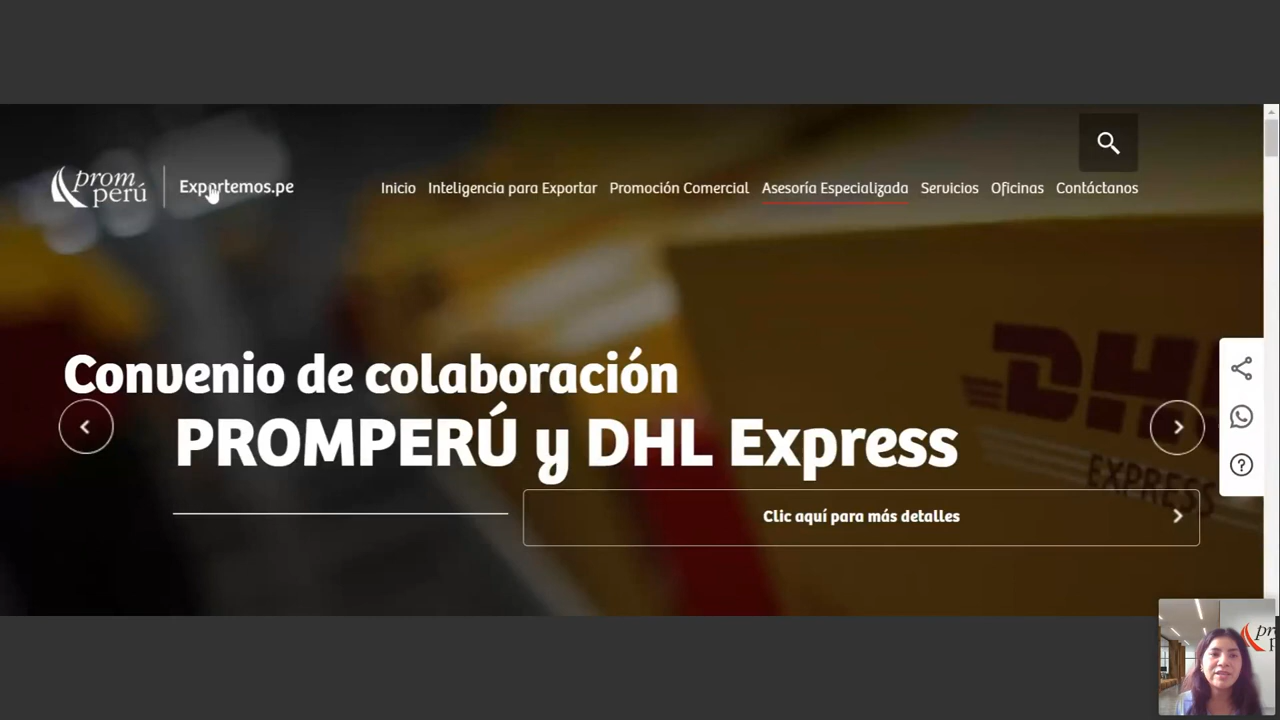 prom
perú
Exportemos.pe
Inicio Inteligencia para Exportar Promoción Comercial Asesoría Especializada Servicios Oficinas Contáctanos
Convenio de colaboración
PROMPERÚ y DHL Express
DHL
EXPRESS
Clic aquí para más detalles